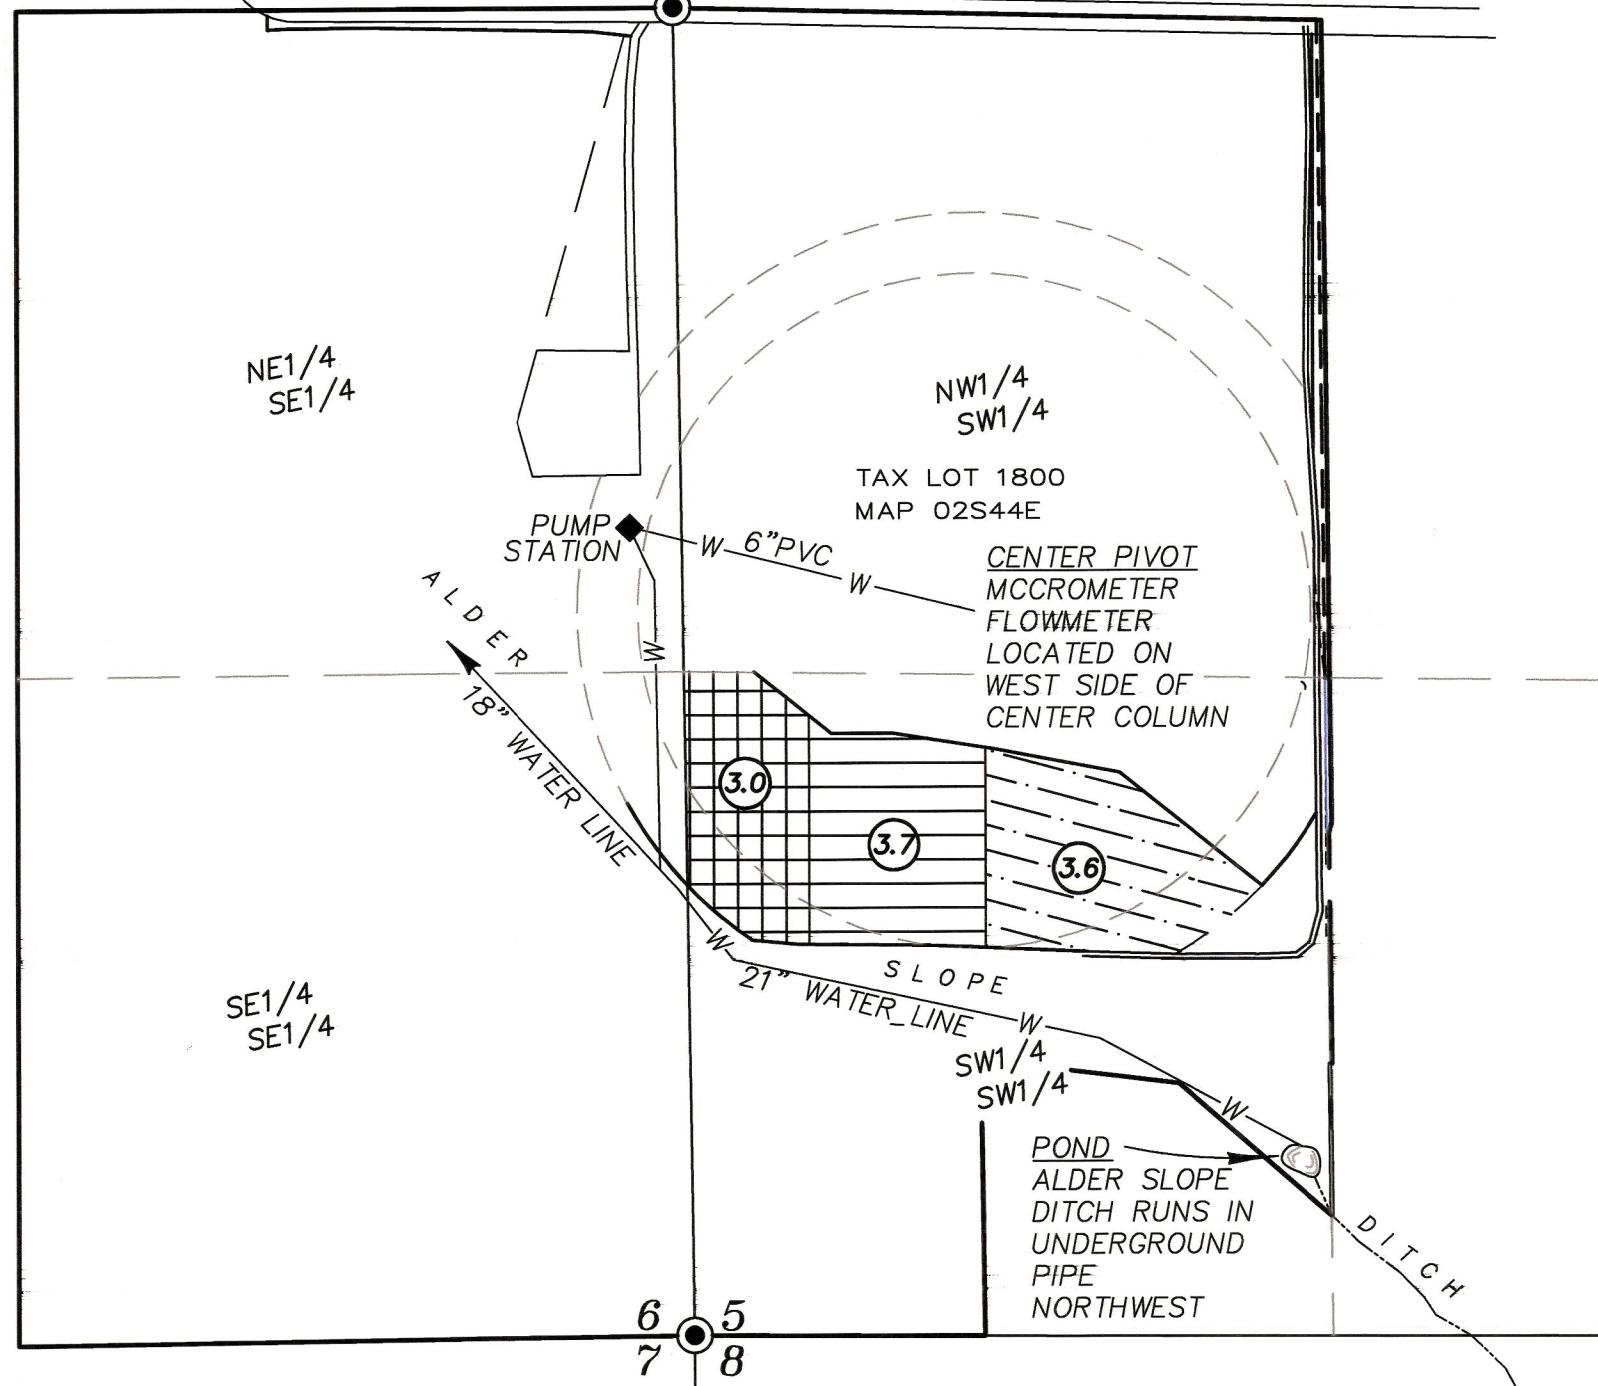 NE1/4
SE1/4
NW1/4
SW1/4
TAX LOT 1800
MAP 02S44E
PUMP
STATION
W 6"PVC W
CENTER PIVOT
MCCROMETER
FLOWMETER
LOCATED ON
WEST SIDE OF
CENTER COLUMN
W
ALDER
18" WATER LINE
3.0
3.7
3.6
W
SLOPE
21" WATER LINE
W
SE1/4
SE1/4
SW1/4
SW1/4
W
POND
ALDER SLOPE
DITCH RUNS IN
UNDERGROUND
PIPE
NORTHWEST
DITCH
6 5
7 8